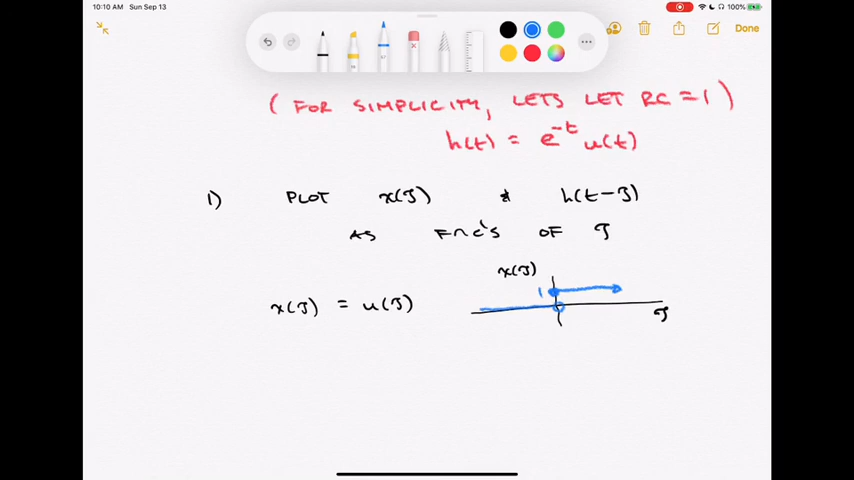 10:10 AM Sun Sep 13
100%
Done
(FOR SIMPLICITY, LETS LET RC = 1)
h(t) = e^-t u(t)
1) PLOT x(τ) & h(t-τ)
AS FNC'S OF τ
x(τ)
1
x(τ) = u(τ)
τ